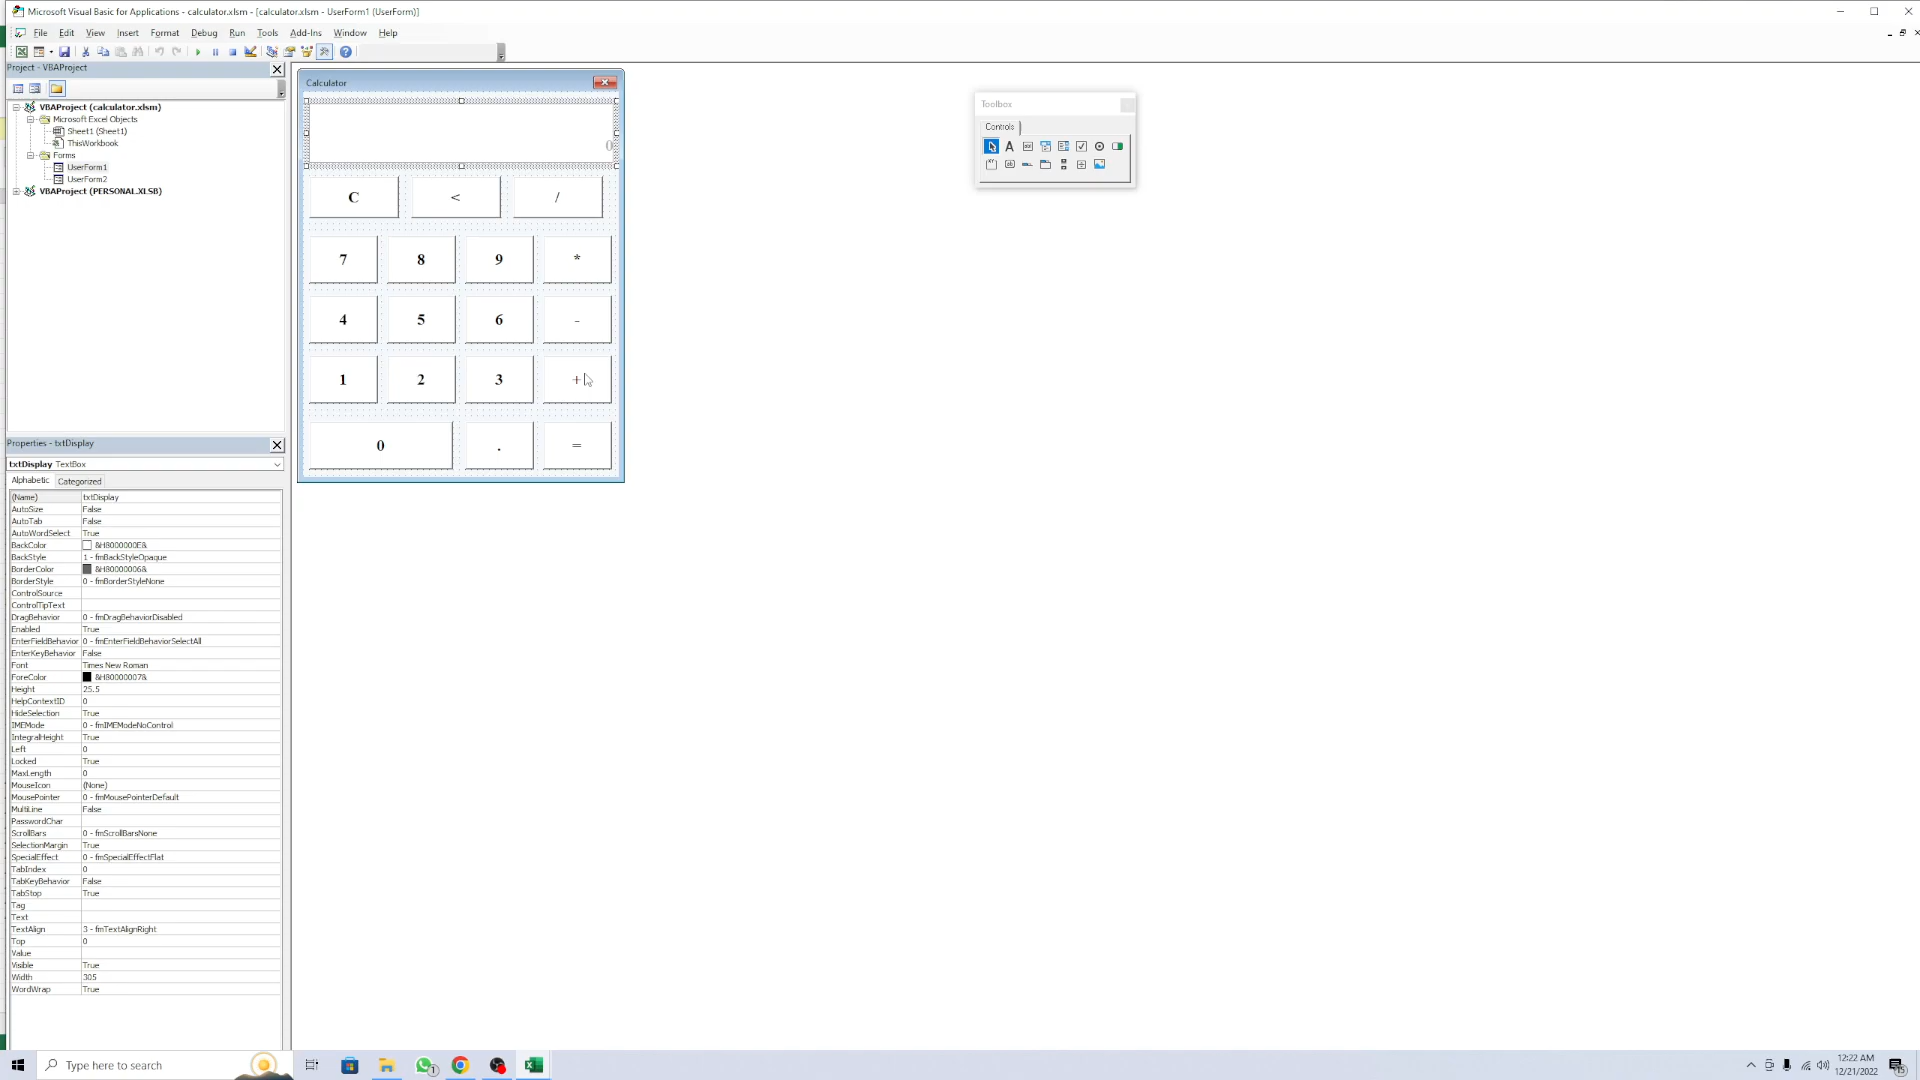 Microsoft Visual Basic for Applications - calculator.xlsm - [calculator.xlsm - UserForm1 (UserForm)]
File Edit View Insert Format Debug Run Tools Add-Ins Window Help
Project - VBAProject
VBAProject (calculator.xlsm)
Microsoft Excel Objects
Sheet1 (Sheet1)
ThisWorkbook
Forms
UserForm1
UserForm2
VBAProject (PERSONAL.XLSB)
Calculator
0
C < /
7 8 9 *
4 5 6 -
1 2 3 +
0 . =
Toolbox
Controls
Properties - txtDisplay
txtDisplay TextBox
Alphabetic Categorized
(Name) txtDisplay
AutoSize False
AutoTab False
AutoWordSelect True
BackColor &H8000000E&
BackStyle 1 - fmBackStyleOpaque
BorderColor &H80000006&
BorderStyle 0 - fmBorderStyleNone
ControlSource
ControlTipText
DragBehavior 0 - fmDragBehaviorDisabled
Enabled True
EnterFieldBehavior 0 - fmEnterFieldBehaviorSelectAll
EnterKeyBehavior False
Font Times New Roman
ForeColor &H80000007&
Height 25.5
HelpContextID 0
HideSelection True
IMEMode 0 - fmIMEModeNoControl
IntegralHeight True
Left 0
Locked True
MaxLength 0
MouseIcon (None)
MousePointer 0 - fmMousePointerDefault
MultiLine False
PasswordChar
ScrollBars 0 - fmScrollBarsNone
SelectionMargin True
SpecialEffect 0 - fmSpecialEffectFlat
TabIndex 0
TabKeyBehavior False
TabStop True
Tag
Text
TextAlign 3 - fmTextAlignRight
Top 0
Value
Visible True
Width 305
WordWrap True
Type here to search
12:22 AM
12/21/2022